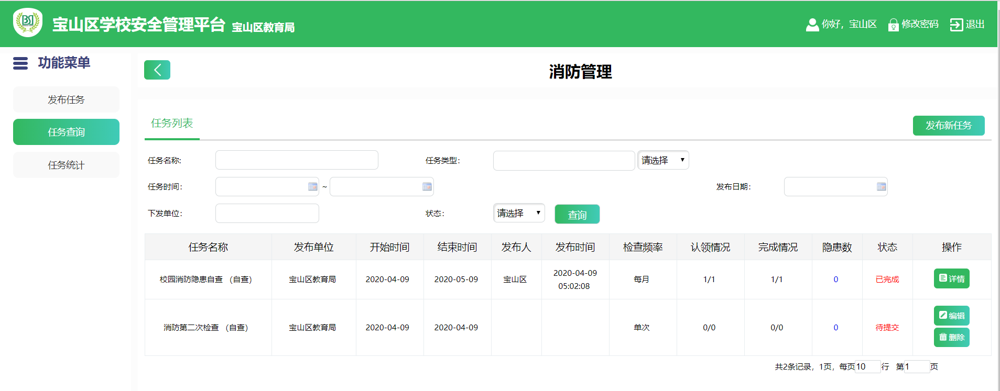 宝山区学校安全管理平台 宝山区教育局
你好，宝山区 修改密码 退出
功能菜单
发布任务
任务查询
任务统计
消防管理
任务列表
发布新任务
任务名称: 任务类型: 请选择
任务时间: ~ 发布日期:
下发单位: 状态: 请选择 查询
任务名称 发布单位 开始时间 结束时间 发布人 发布时间 检查频率 认领情况 完成情况 隐患数 状态 操作
校园消防隐患自查 （自查） 宝山区教育局 2020-04-09 2020-05-09 宝山区 2020-04-09 05:02:08 每月 1/1 1/1 0 已完成 详情
消防第二次检查 （自查） 宝山区教育局 2020-04-09 2020-04-09 单次 0/0 0/0 0 待提交 编辑
删除
共2条记录，1页，每页10 行 第1 页